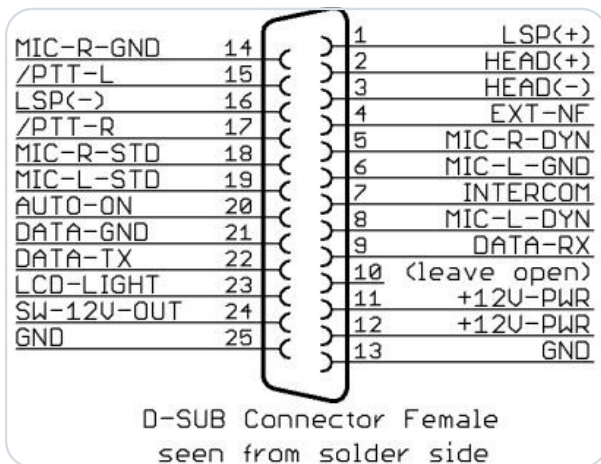 MIC-R-GND 14
/PTT-L 15
LSP(-) 16
/PTT-R 17
MIC-R-STD 18
MIC-L-STD 19
AUTO-ON 20
DATA-GND 21
DATA-TX 22
LCD-LIGHT 23
SW-12V-OUT 24
GND 25
1 LSP(+)
2 HEAD(+)
3 HEAD(-)
4 EXT-NF
5 MIC-R-DYN
6 MIC-L-GND
7 INTERCOM
8 MIC-L-DYN
9 DATA-RX
10 (leave open)
11 +12V-PWR
12 +12V-PWR
13 GND
D-SUB Connector Female
seen from solder side